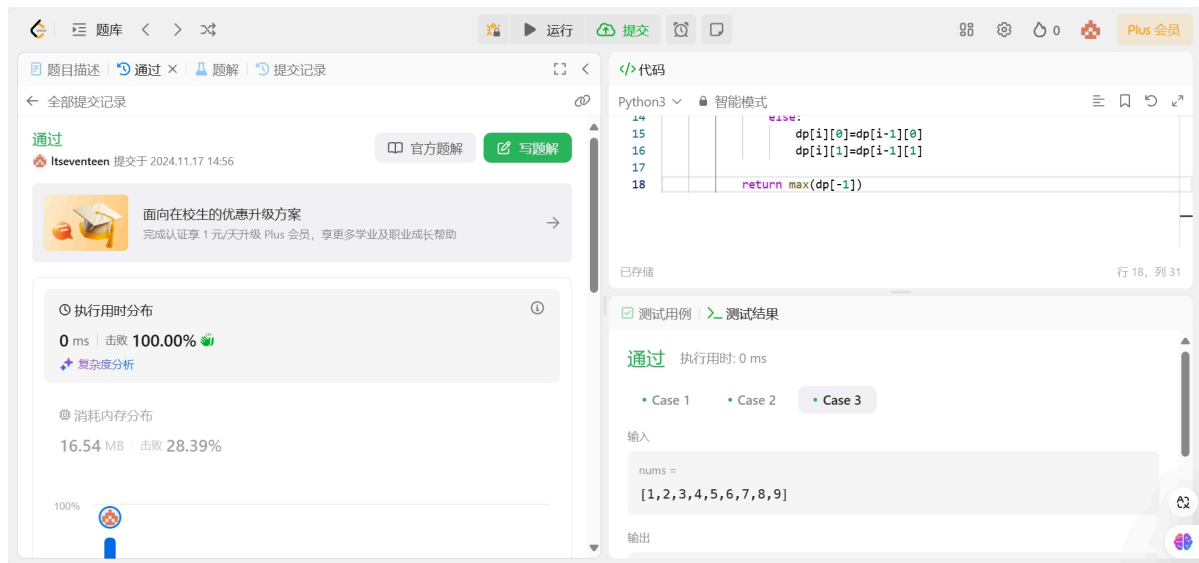 题库
运行
提交
0
Plus 会员
题目描述
通过
题解
提交记录
全部提交记录
通过
ltseventeen 提交于 2024.11.17 14:56
官方题解
写题解
面向在校生的优惠升级方案
完成认证享 1 元/天升级 Plus 会员，享更多学业及职业成长帮助
执行用时分布
0 ms 击败 100.00%
复杂度分析
消耗内存分布
16.54 MB 击败 28.39%
100%
</>代码
Python3 智能模式
14 else:
15 dp[i][0]=dp[i-1][0]
16 dp[i][1]=dp[i-1][1]
17
18 return max(dp[-1])
已存储
行 18，列 31
测试用例
测试结果
通过 执行用时: 0 ms
Case 1
Case 2
Case 3
输入
nums =
[1,2,3,4,5,6,7,8,9]
输出